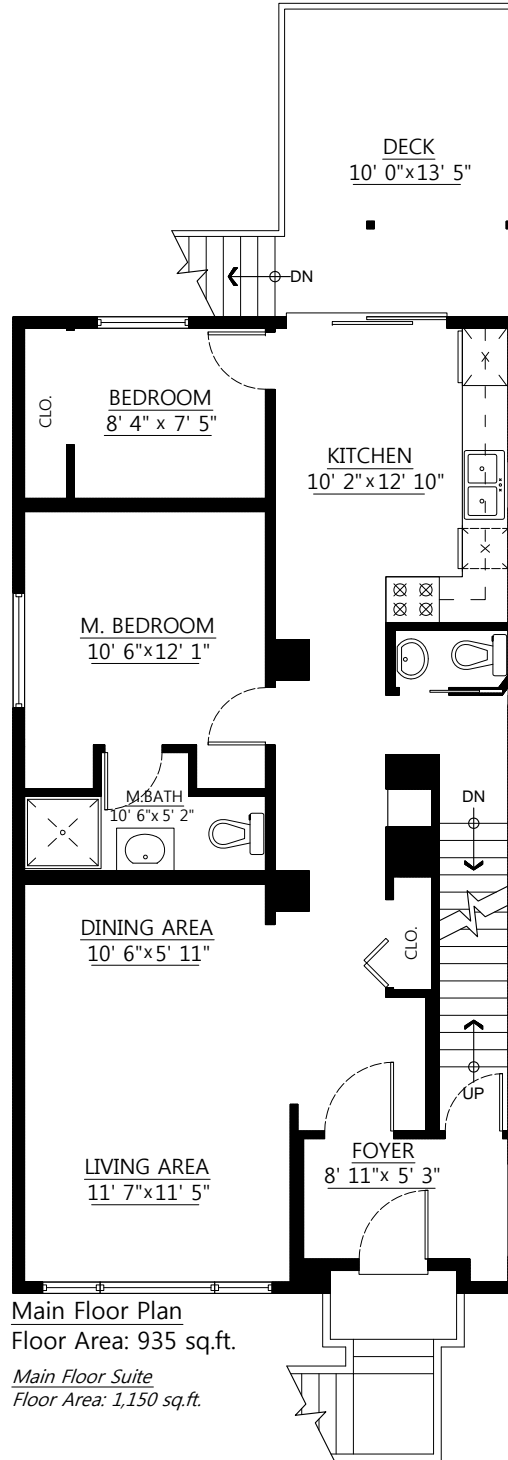 DECK
10' 0"x13' 5"
DN
BEDROOM
8' 4" x 7' 5"
CLO.
KITCHEN
10' 2"x12' 10"
M. BEDROOM
10' 6"x12' 1"
M.BATH
10' 6"x 5' 2"
DN
DINING AREA
10' 6"x5' 11"
CLO.
UP
LIVING AREA
11' 7"x11' 5"
FOYER
8' 11"x 5' 3"
Main Floor Plan
Floor Area: 935 sq.ft.
Main Floor Suite
Floor Area: 1,150 sq.ft.